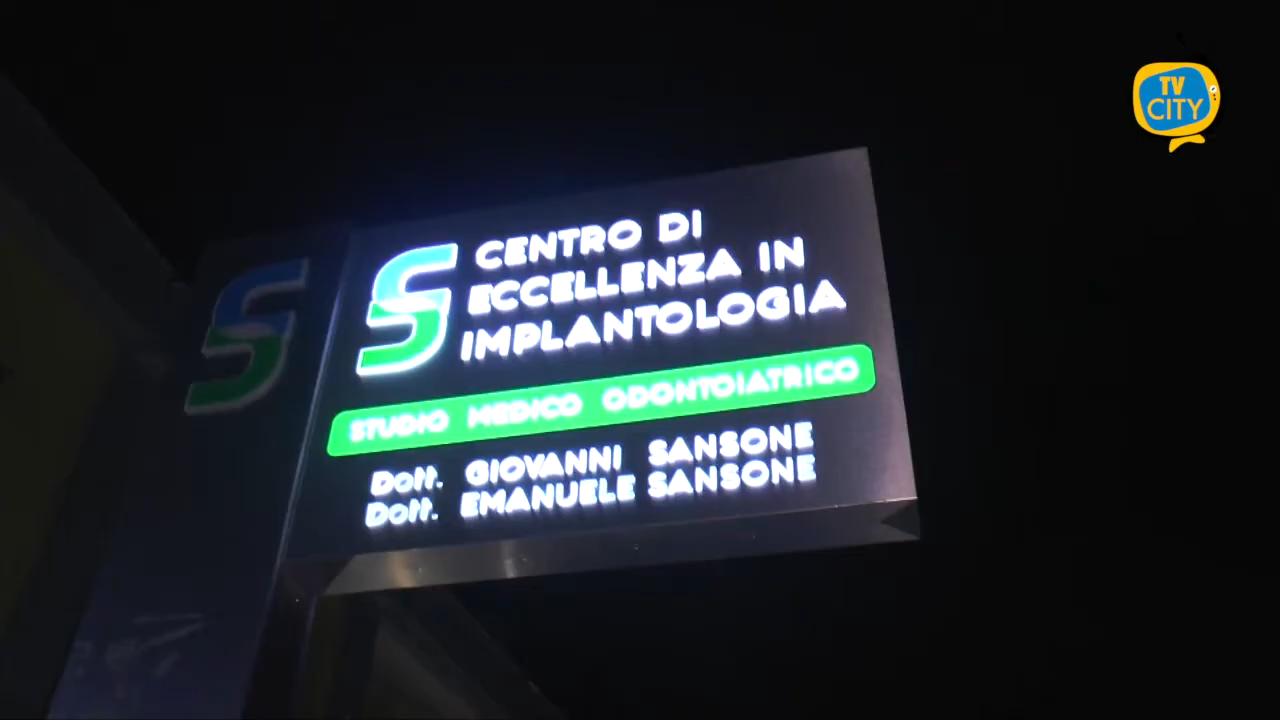 TV
CITY
CENTRO DI
ECCELLENZA IN
IMPLANTOLOGIA
STUDIO MEDICO ODONTOIATRICO
Dott. GIOVANNI SANSONE
Dott. EMANUELE SANSONE